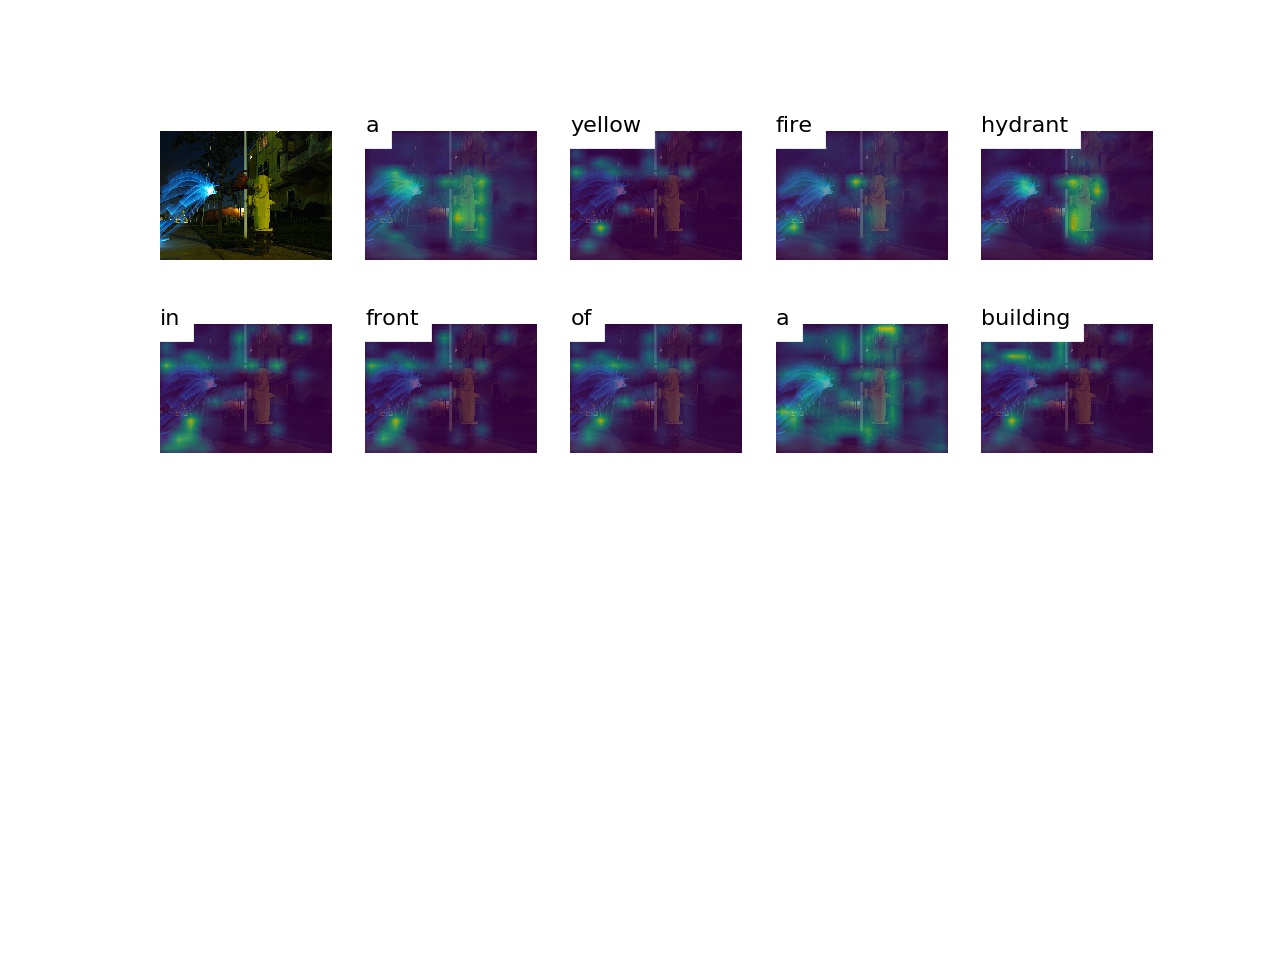 a yellow fire hydrant
in front of a building